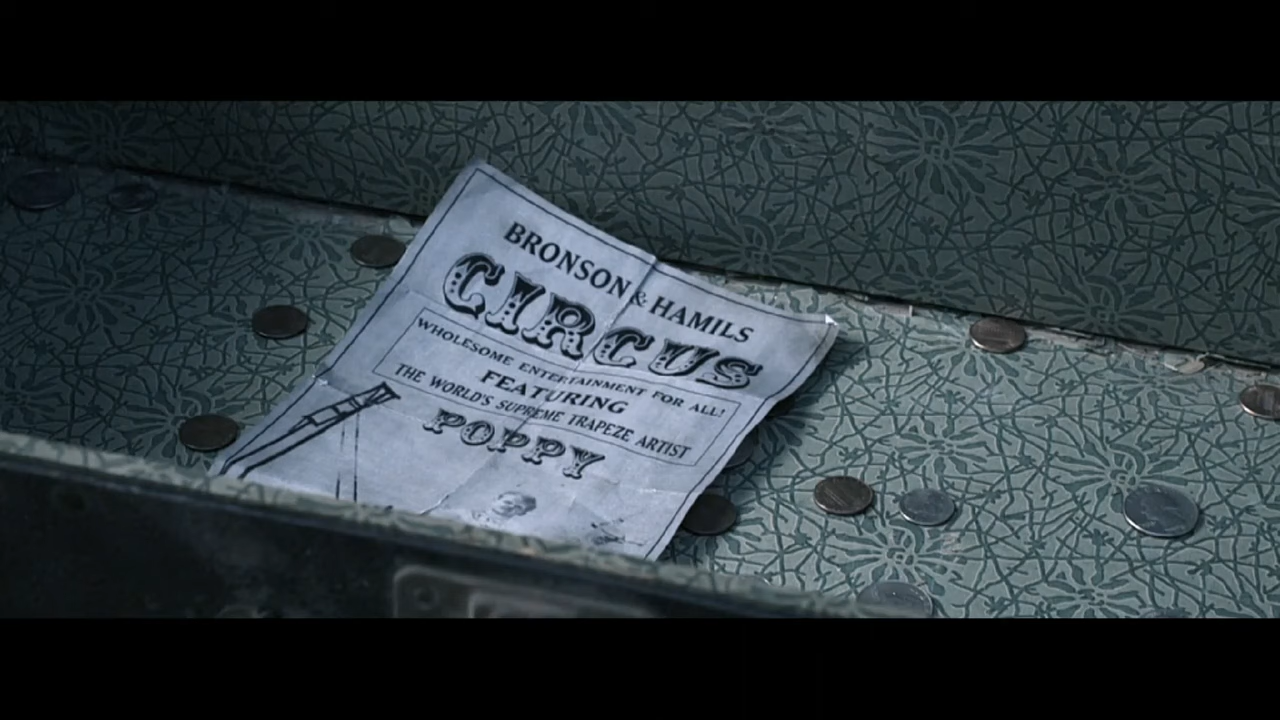 BRONSON & HAMILS
CIRCUS
WHOLESOME ENTERTAINMENT FOR ALL!
FEATURING
THE WORLD'S SUPREME TRAPEZE ARTIST
POPPY